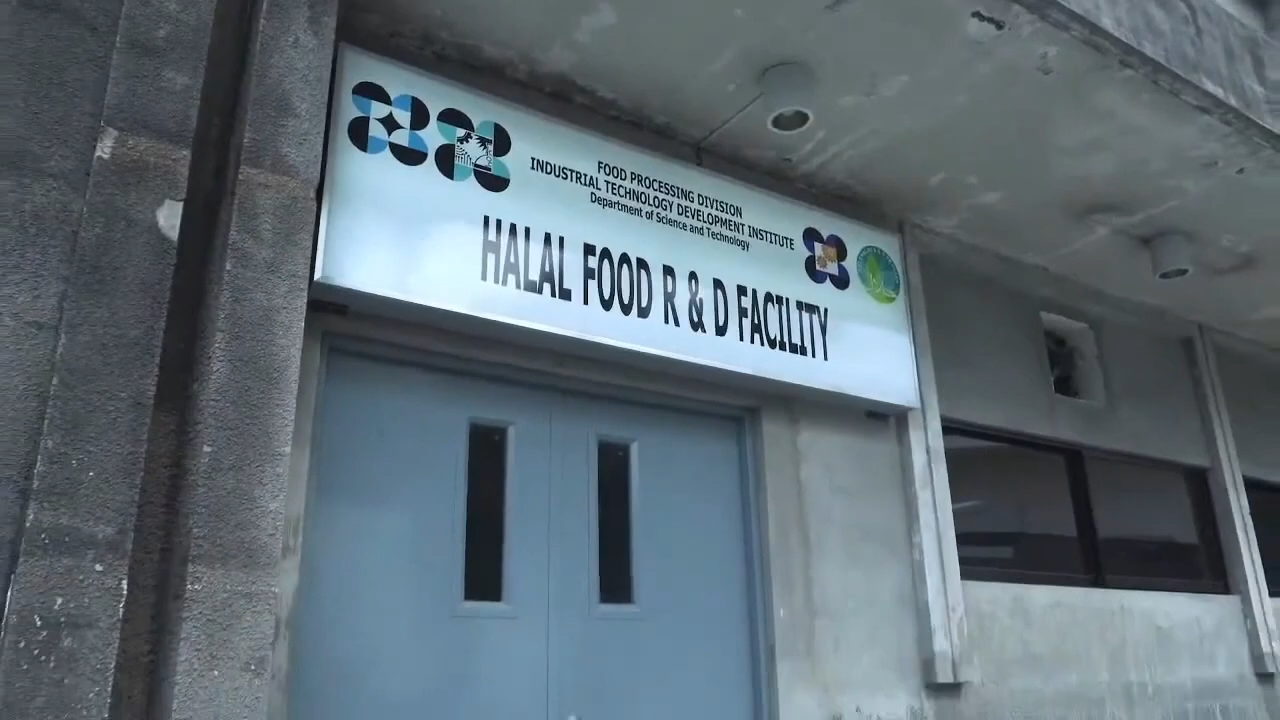 FOOD PROCESSING DIVISION
INDUSTRIAL TECHNOLOGY DEVELOPMENT INSTITUTE
Department of Science and Technology
HALAL FOOD R & D FACILITY